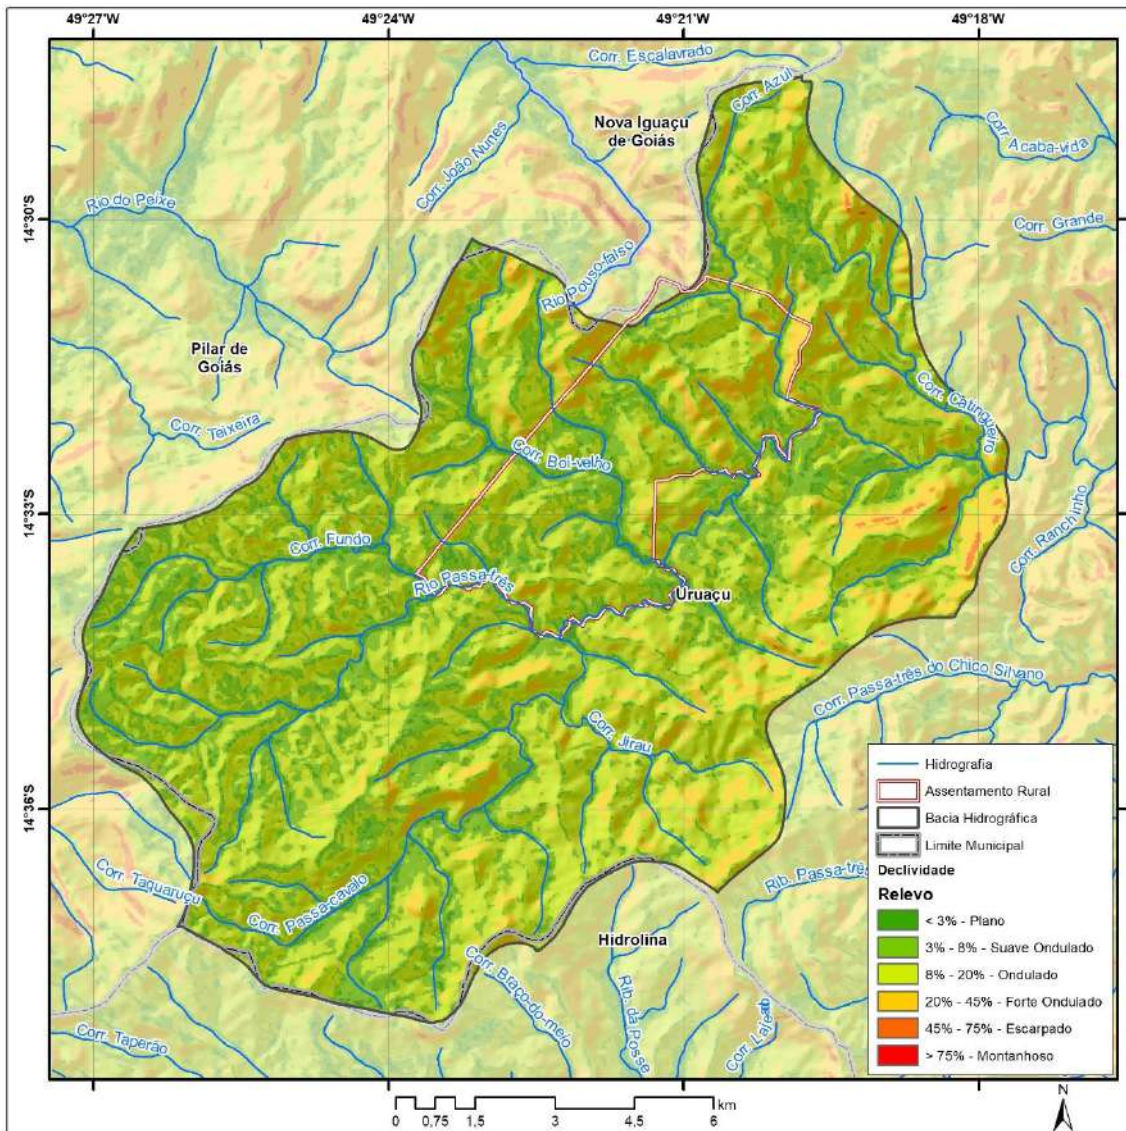 49°27'W 49°24'W 49°21'W 49°18'W
Corr. Escalavrado
Corr. Azul
Nova Iguaçu
de Goiás
Corr. João Nunes
Corr. Acaba-vida
Rio do Peixe
14°30'S
Corr. Grande
Rio Pouso-falso
Pilar de
Goiás
Corr. Teixeira
Corr. Catingueiro
Corr. Boi-velho
14°33'S
Corr. Fundo
Corr. Ranchinho
Rio Passa-três
Uruaçu
Corr. Passa-três do Chico Silvano
Corr. Jirau
14°36'S
Corr. Taquaruçu
Corr. Passa-cavalo
Rib. Passa-três
Hidrolina
Corr. Braço-do-meio
Rib. da Posse
Corr. Lajeado
Corr. Taperão
Hidrografia
Assentamento Rural
Bacia Hidrográfica
Limite Municipal
Declividade
Relevo
< 3% - Plano
3% - 8% - Suave Ondulado
8% - 20% - Ondulado
20% - 45% - Forte Ondulado
45% - 75% - Escarpado
> 75% - Montanhoso
km
0 0,75 1,5 3 4,5 6
N